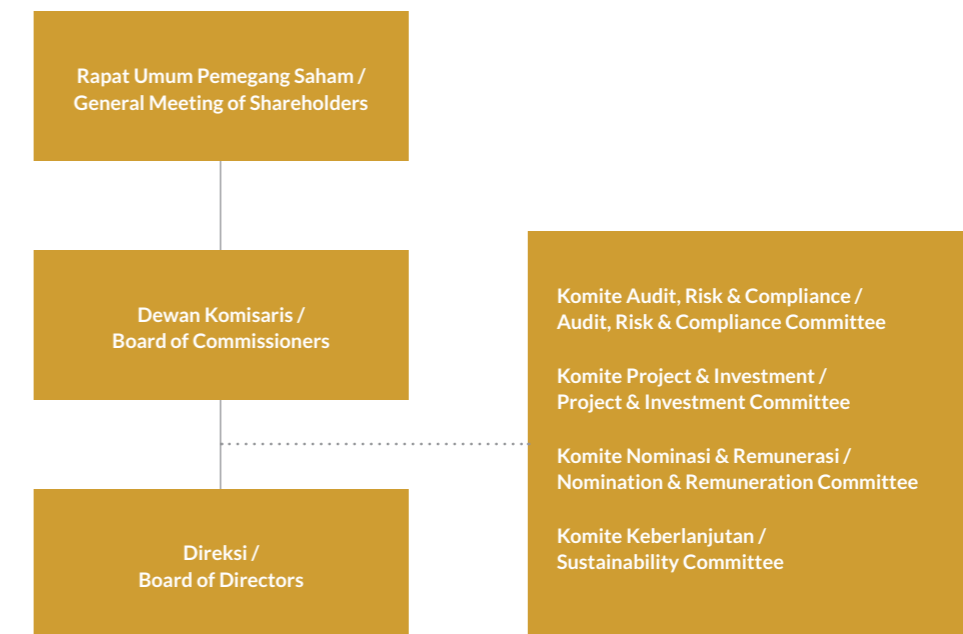 Rapat Umum Pemegang Saham /
General Meeting of Shareholders
Dewan Komisaris /
Board of Commissioners
Komite Audit, Risk & Compliance /
Audit, Risk & Compliance Committee
Komite Project & Investment /
Project & Investment Committee
Komite Nominasi & Remunerasi /
Nomination & Remuneration Committee
Komite Keberlanjutan /
Sustainability Committee
Direksi /
Board of Directors